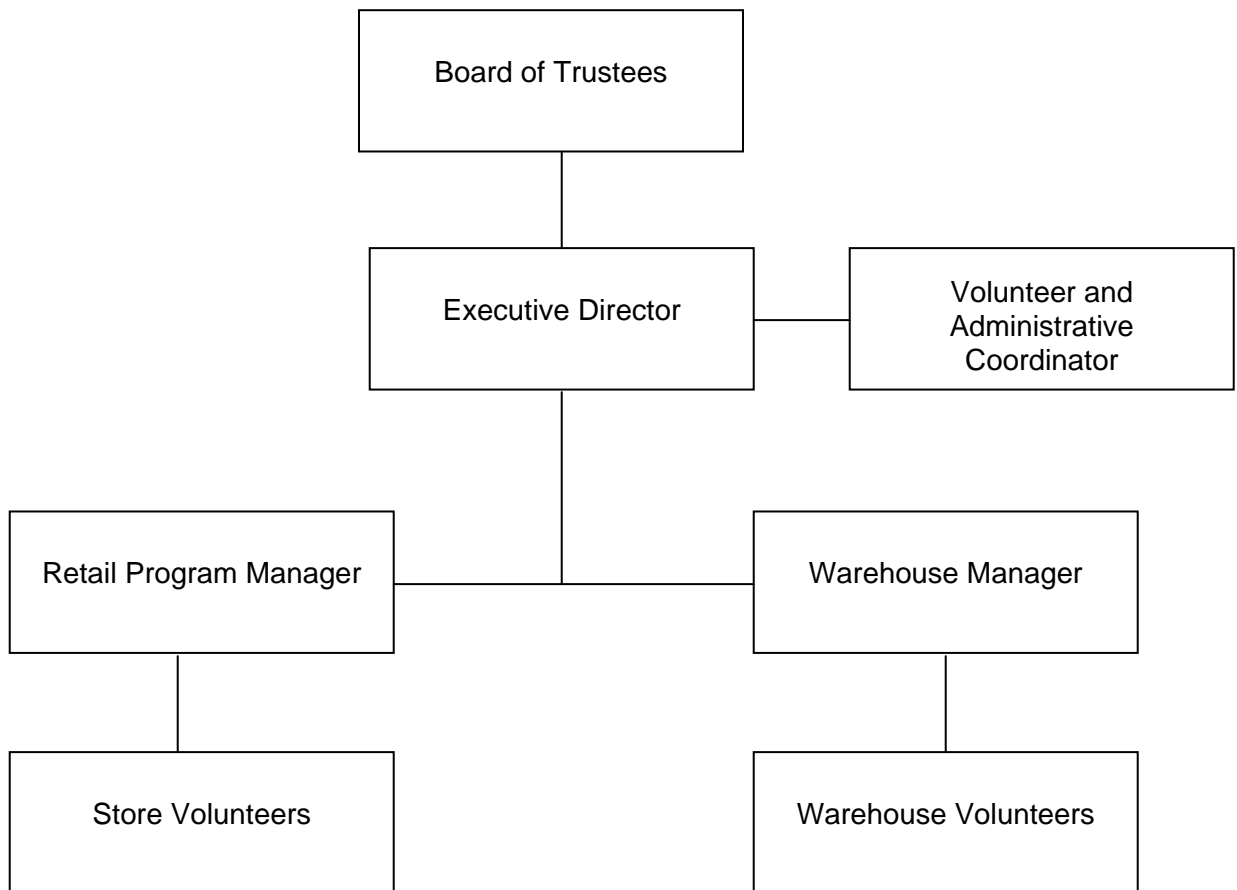 Board of Trustees
Executive Director
Volunteer and
Administrative
Coordinator
Retail Program Manager
Warehouse Manager
Store Volunteers
Warehouse Volunteers